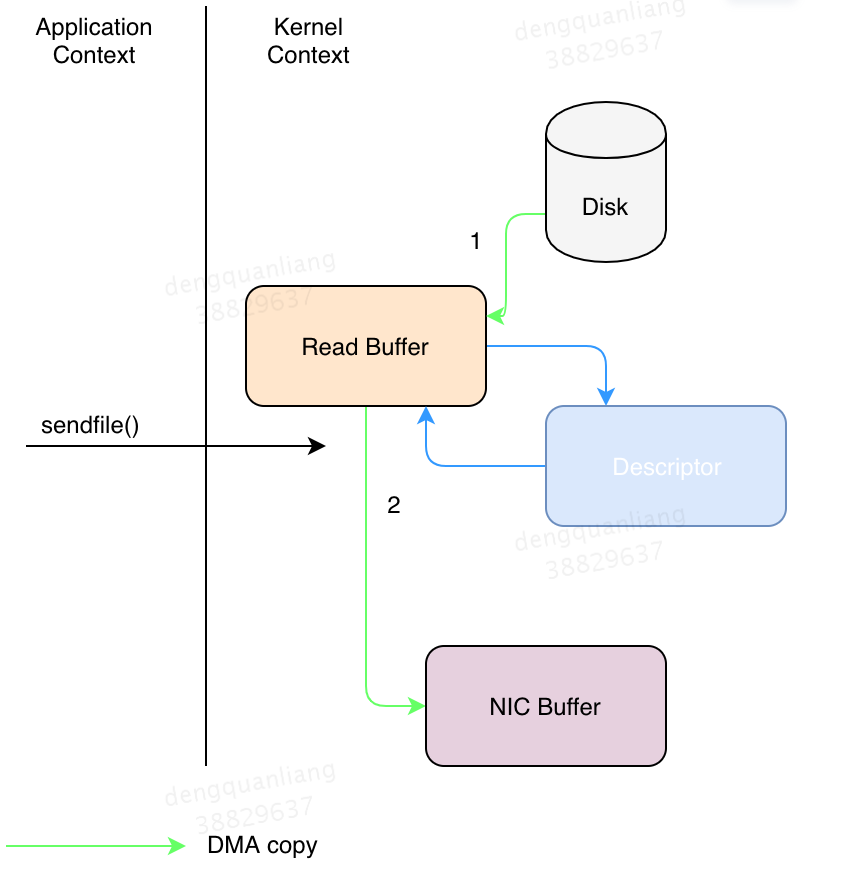 Application
Context
Kernel
Context
dengquanliang
38829637
Disk
1
dengquanliang
38829637
Read Buffer
sendfile()
Descriptor
2
dengquanliang
38829637
NIC Buffer
dengquanliang
38829637
DMA copy